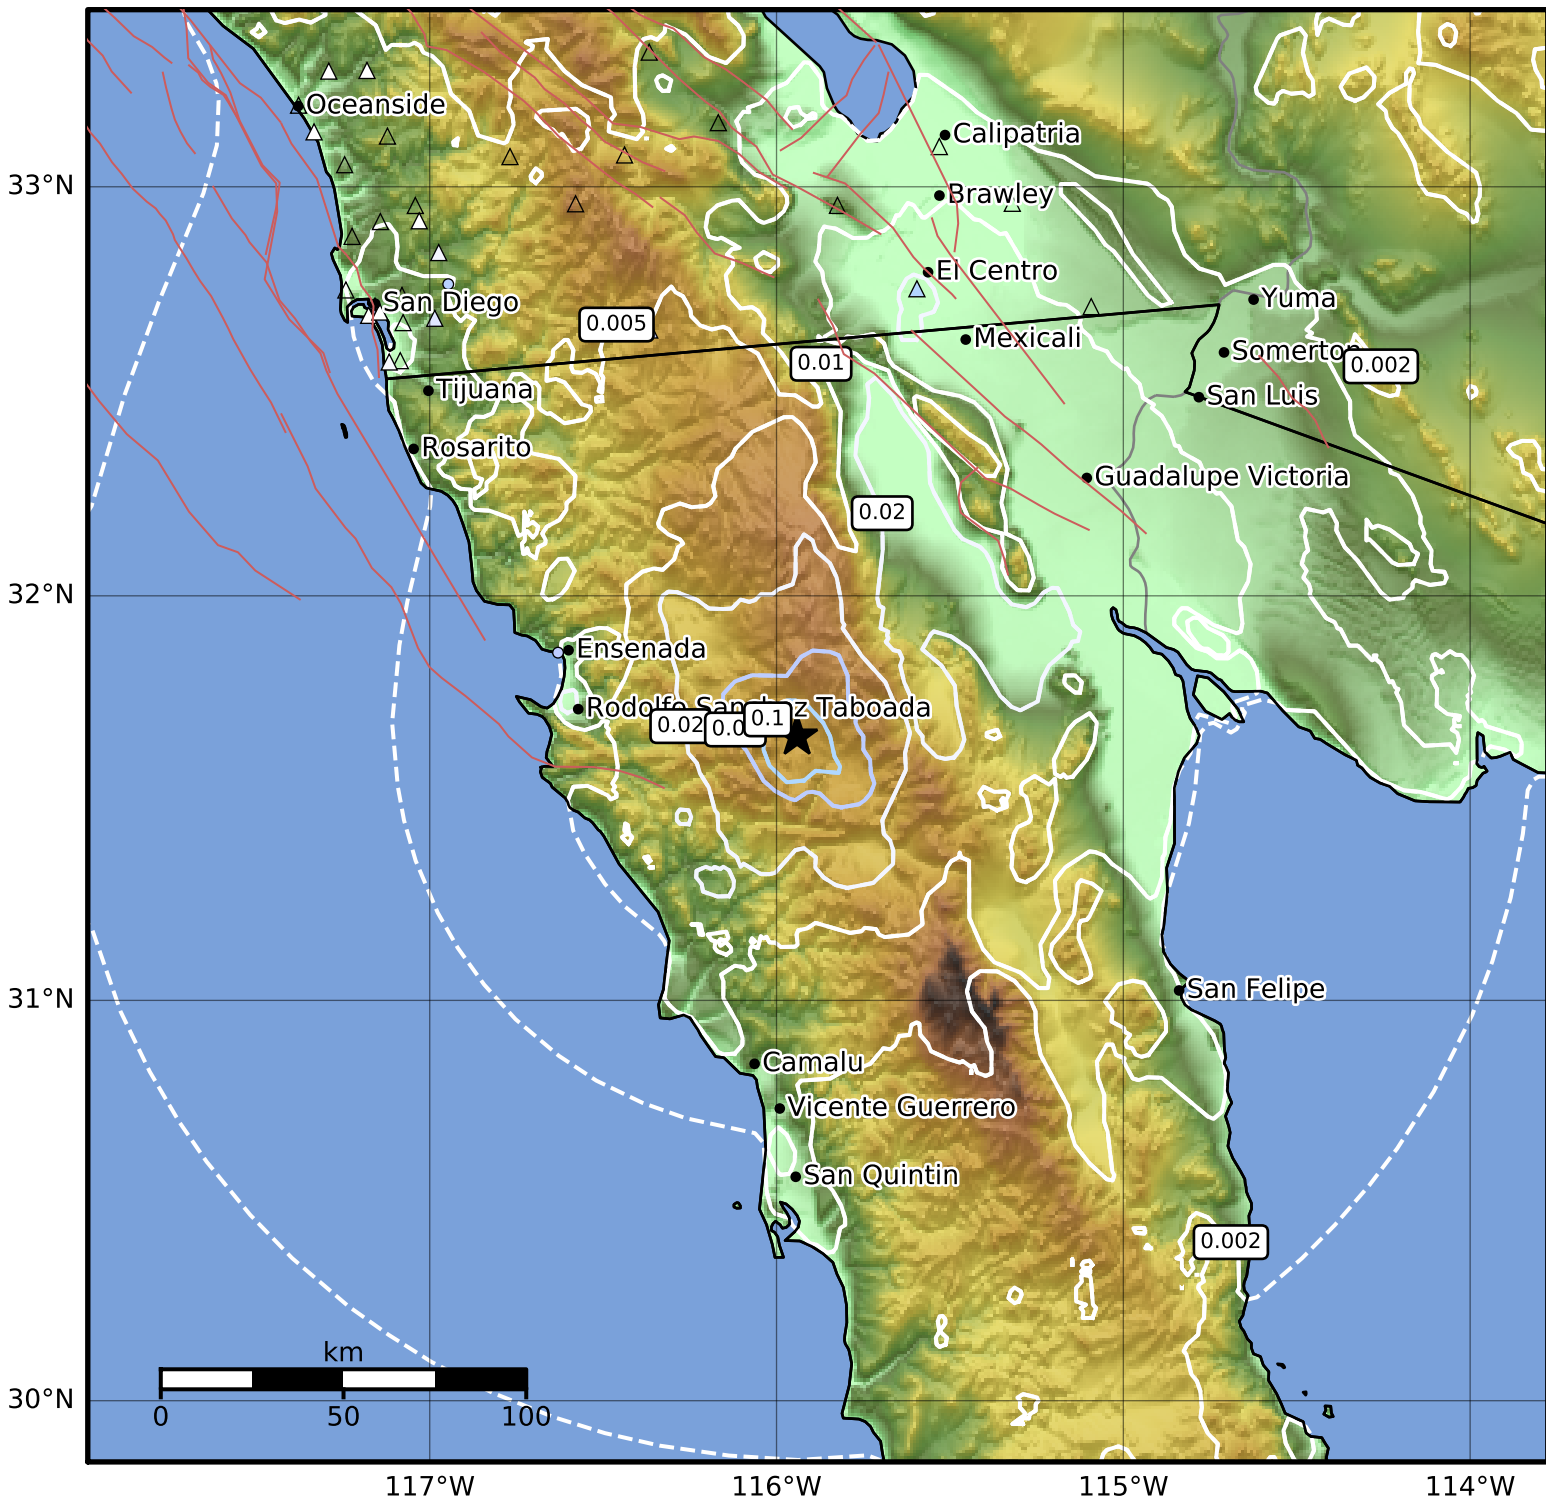 Oceanside
Calipatria
33°N
Brawley
El Centro
San Diego
Yuma
0.005
Mexicali
Somerton
0.01
0.002
Tijuana
San Luis
Rosarito
Guadalupe Victoria
0.02
32°N
Ensenada
Rodolfo Sanchez Taboada
0.02
0.1
31°N
San Felipe
Camalu
Vicente Guerrero
San Quintin
0.002
km
30°N
0 50 100
117°W 116°W 115°W 114°W